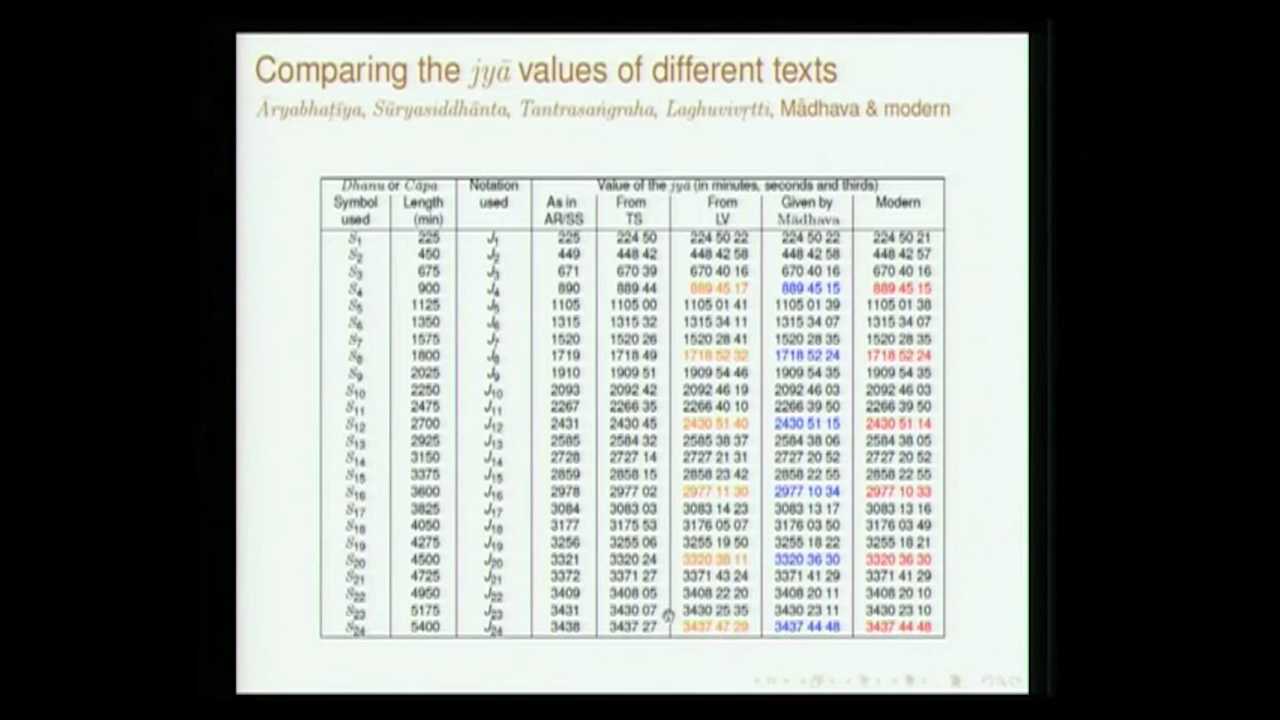 Comparing the jyā values of different texts
Āryabhaṭīya, Sūryasiddhānta, Tantrasaṅgraha, Laghuvivṛtti, Mādhava & modern
Dhanu or Cāpa Notation Value of the jyā (in minutes, seconds and thirds)
Symbol Length used As in From From Given by Modern
used (min) AR/SS TS LV Mādhava
S1 225 J1 225 224 50 224 50 22 224 50 22 224 50 21
S2 450 J2 449 448 42 448 42 58 448 42 58 448 42 57
S3 675 J3 671 670 39 670 40 16 670 40 16 670 40 16
S4 900 J4 890 889 44 889 45 17 889 45 15 889 45 15
S5 1125 J5 1105 1105 00 1105 01 41 1105 01 39 1105 01 38
S6 1350 J6 1315 1315 32 1315 34 11 1315 34 07 1315 34 07
S7 1575 J7 1520 1520 26 1520 28 41 1520 28 35 1520 28 35
S8 1800 J8 1719 1718 49 1718 52 32 1718 52 24 1718 52 24
S9 2025 J9 1910 1909 51 1909 54 46 1909 54 35 1909 54 35
S10 2250 J10 2093 2092 42 2092 46 19 2092 46 03 2092 46 03
S11 2475 J11 2267 2266 35 2266 40 10 2266 39 50 2266 39 50
S12 2700 J12 2431 2430 45 2430 51 40 2430 51 15 2430 51 14
S13 2925 J13 2585 2584 32 2585 38 37 2584 38 06 2584 38 05
S14 3150 J14 2728 2727 14 2727 21 31 2727 20 52 2727 20 52
S15 3375 J15 2859 2858 15 2858 23 42 2858 22 55 2858 22 55
S16 3600 J16 2978 2977 02 2977 11 30 2977 10 34 2977 10 33
S17 3825 J17 3084 3083 03 3083 14 23 3083 13 17 3083 13 16
S18 4050 J18 3177 3175 53 3176 05 07 3176 03 50 3176 03 49
S19 4275 J19 3256 3255 06 3255 19 50 3255 18 22 3255 18 21
S20 4500 J20 3321 3320 24 3320 38 11 3320 36 30 3320 36 30
S21 4725 J21 3372 3371 27 3371 43 24 3371 41 29 3371 41 29
S22 4950 J22 3409 3408 05 3408 22 20 3408 20 11 3408 20 10
S23 5175 J23 3431 3430 07 3430 25 35 3430 23 11 3430 23 10
S24 5400 J24 3438 3437 27 3437 47 29 3437 44 48 3437 44 48